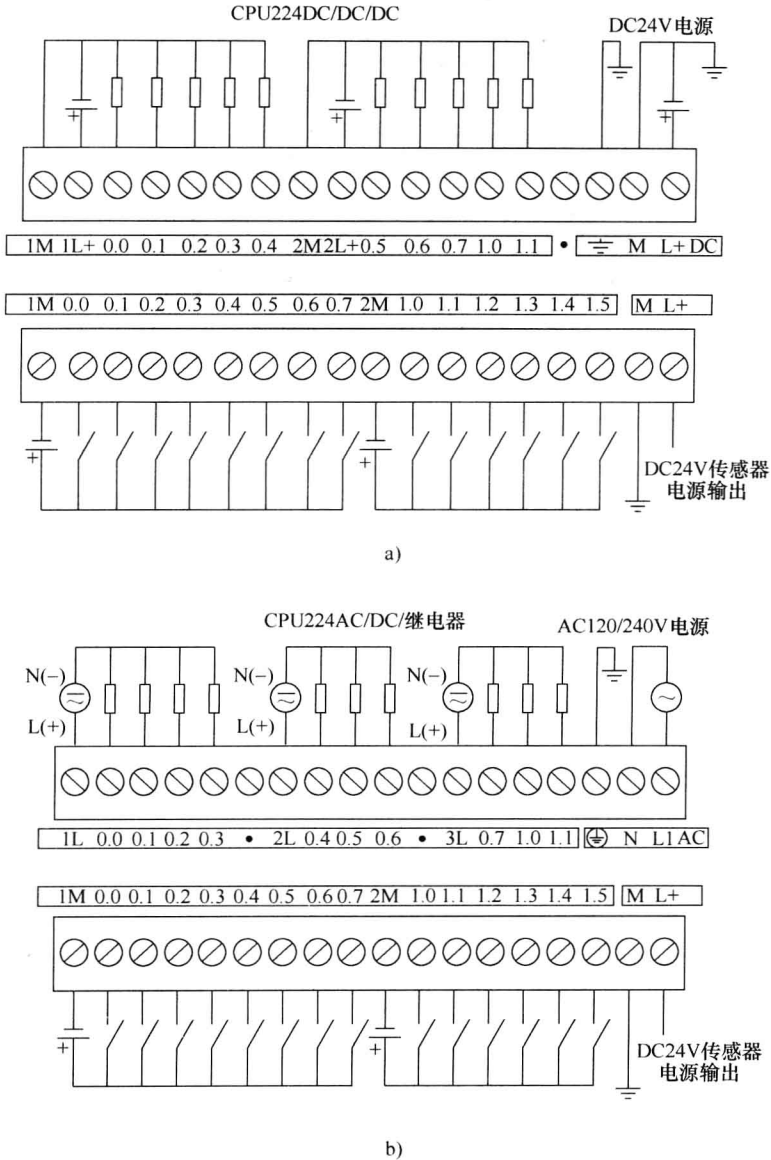 CPU224DC/DC/DC
DC24V电源
+
+
+
1M 1L+ 0.0 0.1 0.2 0.3 0.4 2M 2L+ 0.5 0.6 0.7 1.0 1.1 • M L+ DC
1M 0.0 0.1 0.2 0.3 0.4 0.5 0.6 0.7 2M 1.0 1.1 1.2 1.3 1.4 1.5 M L+
+
+
DC24V传感器
电源输出
a)
CPU224AC/DC/继电器
AC120/240V电源
N(−) N(−) N(−)
L(+) L(+) L(+)
1L 0.0 0.1 0.2 0.3 • 2L 0.4 0.5 0.6 • 3L 0.7 1.0 1.1 N L1 AC
1M 0.0 0.1 0.2 0.3 0.4 0.5 0.6 0.7 2M 1.0 1.1 1.2 1.3 1.4 1.5 M L+
+
+
DC24V传感器
电源输出
b)